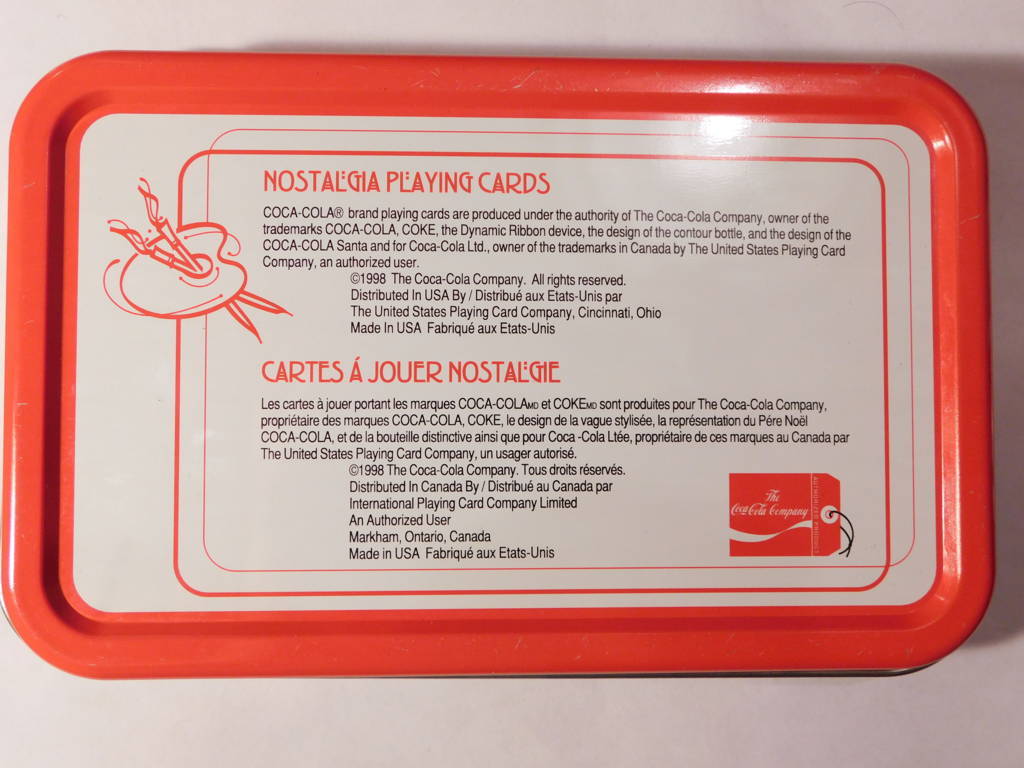 NOSTALGIA PLAYING CARDS
COCA-COLA® brand playing cards are produced under the authority of The Coca-Cola Company, owner of the
trademarks COCA-COLA, COKE, the Dynamic Ribbon device, the design of the contour bottle, and the design of the
COCA-COLA Santa and for Coca-Cola Ltd., owner of the trademarks in Canada by The United States Playing Card
Company, an authorized user.
©1998 The Coca-Cola Company. All rights reserved.
Distributed In USA By / Distribué aux Etats-Unis par
The United States Playing Card Company, Cincinnati, Ohio
Made in USA Fabriqué aux Etats-Unis
CARTES Á JOUER NOSTALGIE
Les cartes à jouer portant les marques COCA-COLAMD et COKEMD sont produites pour The Coca-Cola Company,
propriétaire des marques COCA-COLA, COKE, le design de la vague stylisée, la représentation du Père Noël
COCA-COLA, et de la bouteille distinctive ainsi que pour Coca -Cola Ltée, propriétaire de ces marques au Canada par
The United States Playing Card Company, un usager autorisé.
©1998 The Coca-Cola Company. Tous droits réservés.
Distributed In Canada By / Distribué au Canada par
International Playing Card Company Limited
An Authorized User
Markham, Ontario, Canada
Made in USA Fabriqué aux Etats-Unis
AUTHORIZED PRODUCT
The
Coca-Cola Company